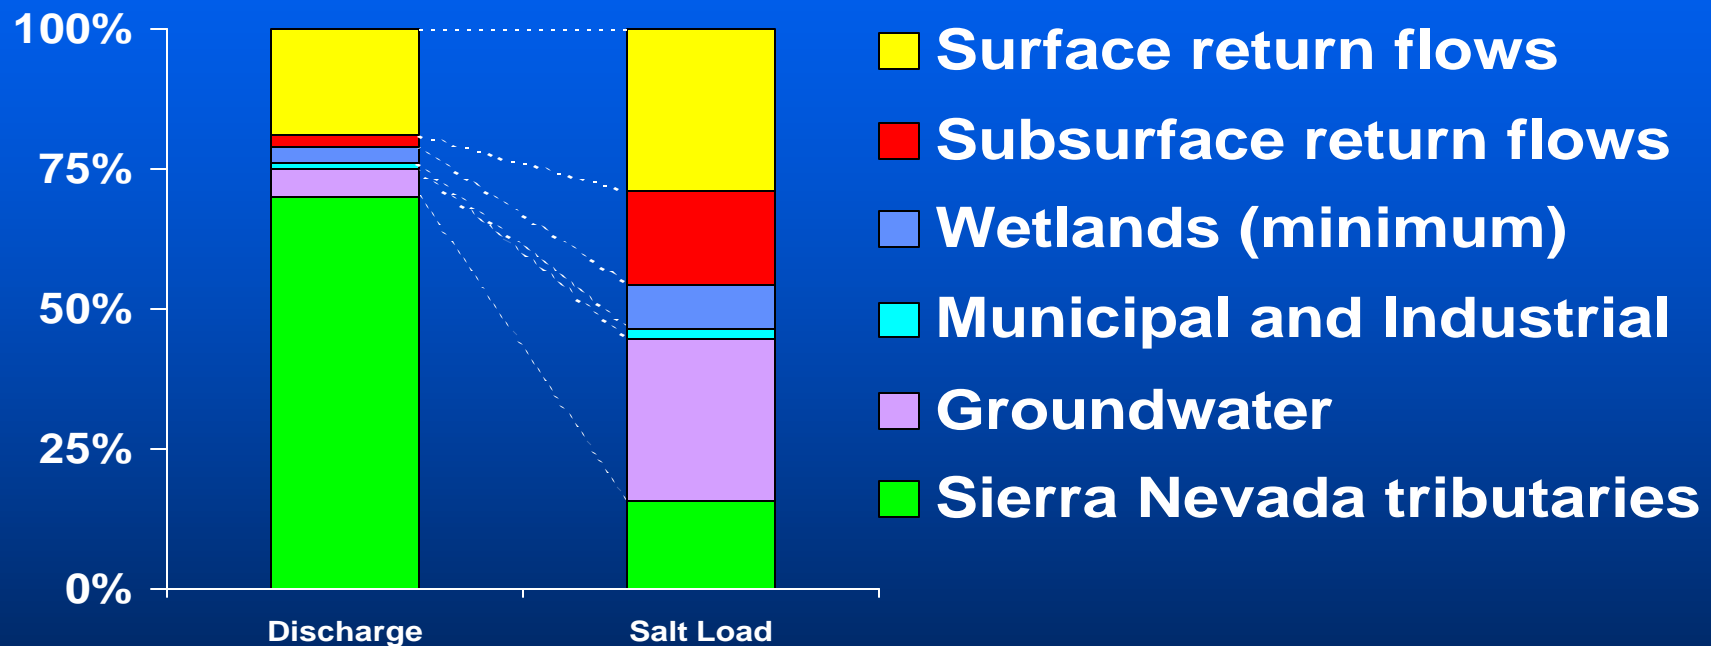 100%
75%
50%
25%
0%
Discharge
Salt Load
Surface return flows
Subsurface return flows
Wetlands (minimum)
Municipal and Industrial
Groundwater
Sierra Nevada tributaries